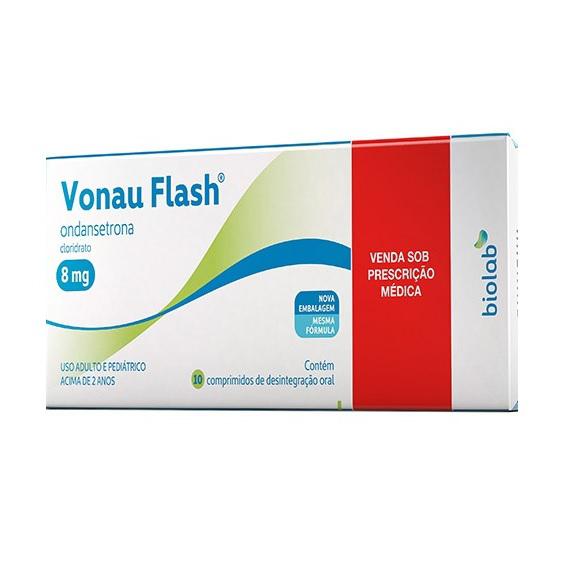 Vonau Flash®
ondansetrona
cloridrato
8 mg
NOVA
EMBALAGEM
MESMA
FÓRMULA
USO ADULTO E PEDIÁTRICO
ACIMA DE 2 ANOS
Contém
10 comprimidos de desintegração oral
VENDA SOB
PRESCRIÇÃO
MÉDICA
biolab